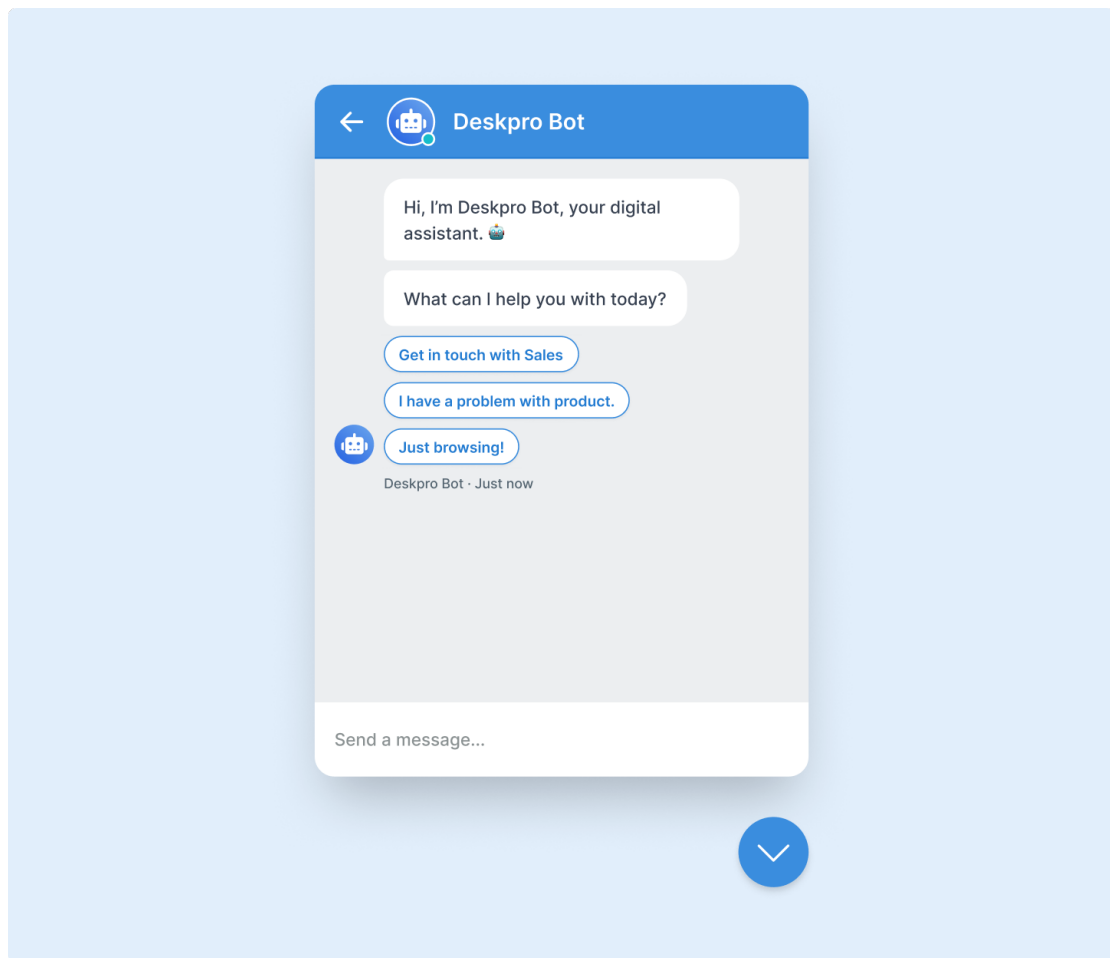 Deskpro Bot
Hi, I’m Deskpro Bot, your digital
assistant. 🤖
What can I help you with today?
Get in touch with Sales
I have a problem with product.
Just browsing!
Deskpro Bot · Just now
Send a message...